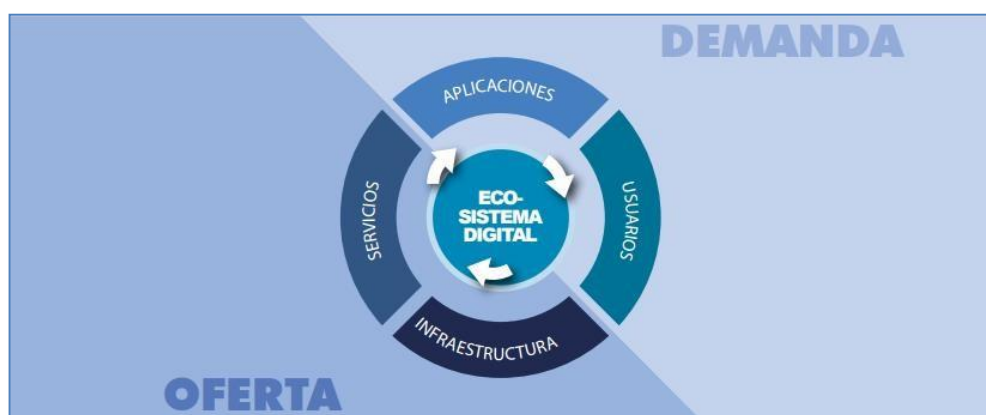 DEMANDA
APLICACIONES
SERVICIOS
ECO-
SISTEMA
DIGITAL
USUARIOS
INFRAESTRUCTURA
OFERTA